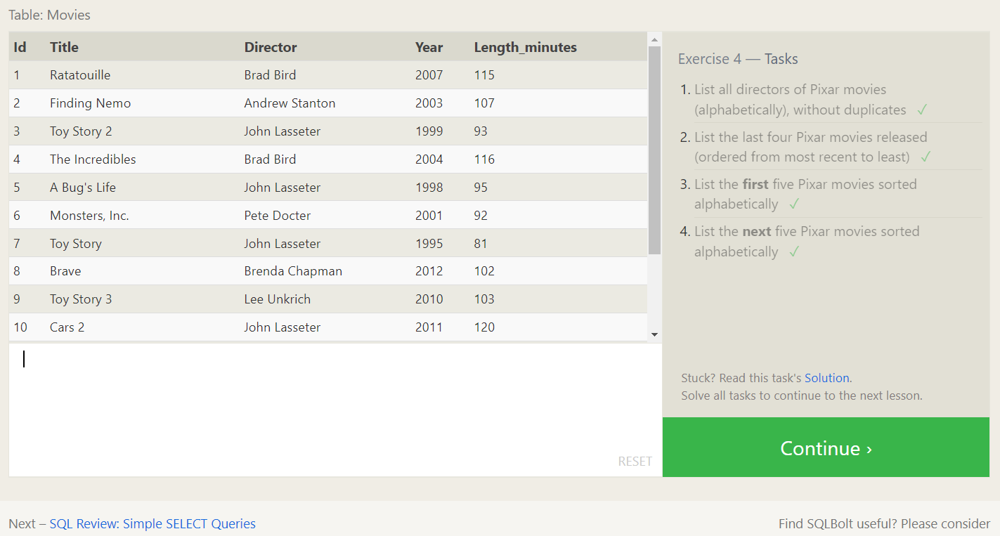 Table: Movies
Id Title Director Year Length_minutes
1 Ratatouille Brad Bird 2007 115
2 Finding Nemo Andrew Stanton 2003 107
3 Toy Story 2 John Lasseter 1999 93
4 The Incredibles Brad Bird 2004 116
5 A Bug's Life John Lasseter 1998 95
6 Monsters, Inc. Pete Docter 2001 92
7 Toy Story John Lasseter 1995 81
8 Brave Brenda Chapman 2012 102
9 Toy Story 3 Lee Unkrich 2010 103
10 Cars 2 John Lasseter 2011 120
RESET
Exercise 4 — Tasks
1. List all directors of Pixar movies
(alphabetically), without duplicates ✓
2. List the last four Pixar movies released
(ordered from most recent to least) ✓
3. List the first five Pixar movies sorted
alphabetically ✓
4. List the next five Pixar movies sorted
alphabetically ✓
Stuck? Read this task's Solution.
Solve all tasks to continue to the next lesson.
Continue ›
Next – SQL Review: Simple SELECT Queries
Find SQLBolt useful? Please consider